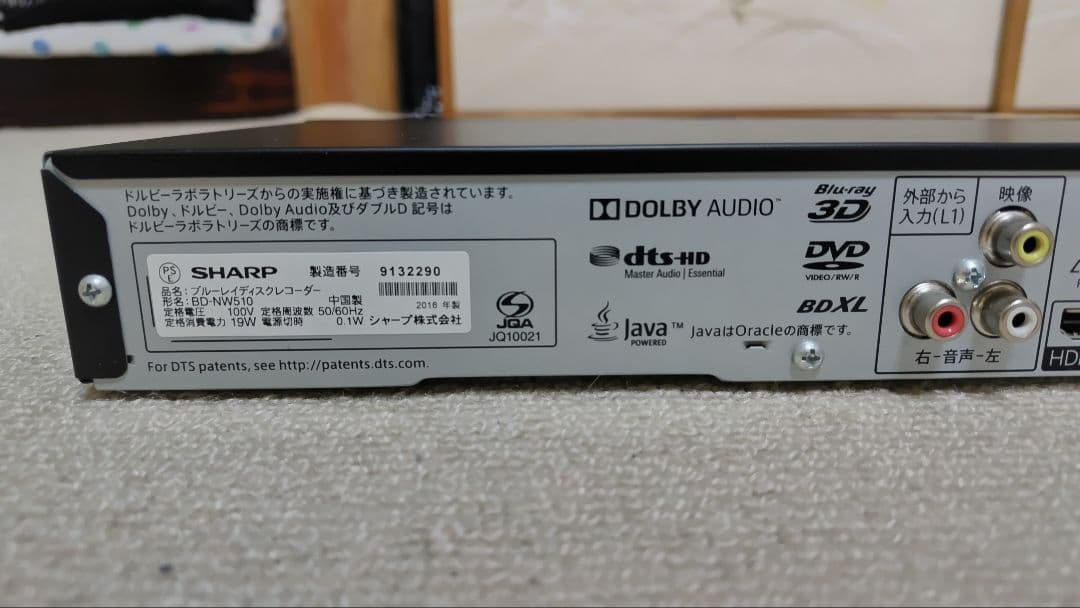 ドルビーラボラトリーズからの実施権に基づき製造されています。
Dolby、ドルビー、Dolby Audio及びダブルD 記号は
ドルビーラボラトリーズの商標です。
PS
E
SHARP 製造番号 9132290
品名：ブルーレイディスクレコーダー
形名：BD-NW510 中国製 2016 年製
定格電圧 100V 定格周波数 50/60Hz
定格消費電力 19W 電源切時 0.1W シャープ株式会社
JQA
JQ10021
For DTS patents, see http://patents.dts.com.
DOLBY AUDIO™
dts-HD
Master Audio | Essential
Java™
POWERED
JavaはOracleの商標です。
Blu-ray
3D
DVD
VIDEO/RW/R
BDXL
外部から
入力(L1)
映像
右-音声-左